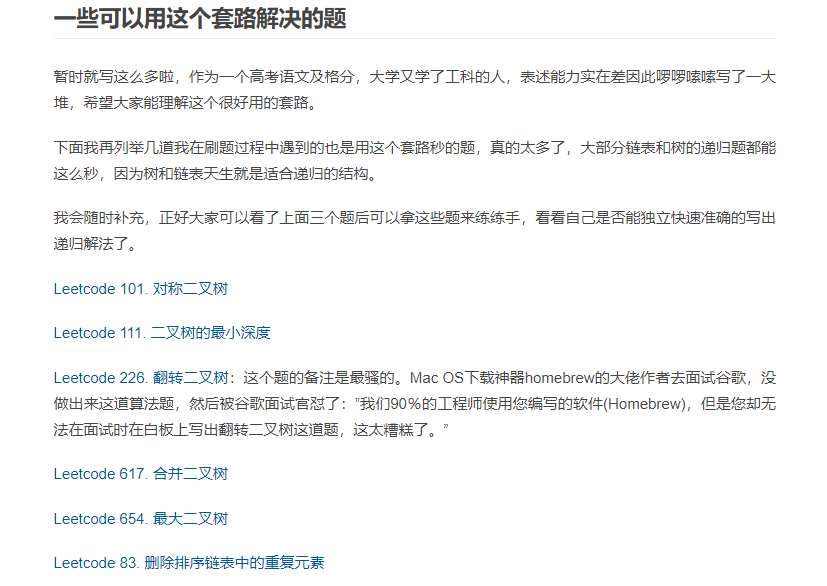 一些可以用这个套路解决的题
暂时就写这么多啦，作为一个高考语文及格分，大学又学了工科的人，表述能力实在差因此啰啰嗦嗦写了一大
堆，希望大家能理解这个很好用的套路。
下面我再列举几道我在刷题过程中遇到的也是用这个套路秒的题，真的太多了，大部分链表和树的递归题都能
这么秒，因为树和链表天生就是适合递归的结构。
我会随时补充，正好大家可以看了上面三个题后可以拿这些题来练练手，看看自己是否能独立快速准确的写出
递归解法了。
Leetcode 101. 对称二叉树
Leetcode 111. 二叉树的最小深度
Leetcode 226. 翻转二叉树：这个题的备注是最骚的。Mac OS下载神器homebrew的大佬作者去面试谷歌，没
做出来这道算法题，然后被谷歌面试官怼了：”我们90％的工程师使用您编写的软件(Homebrew)，但是您却无
法在面试时在白板上写出翻转二叉树这道题，这太糟糕了。”
Leetcode 617. 合并二叉树
Leetcode 654. 最大二叉树
Leetcode 83. 删除排序链表中的重复元素